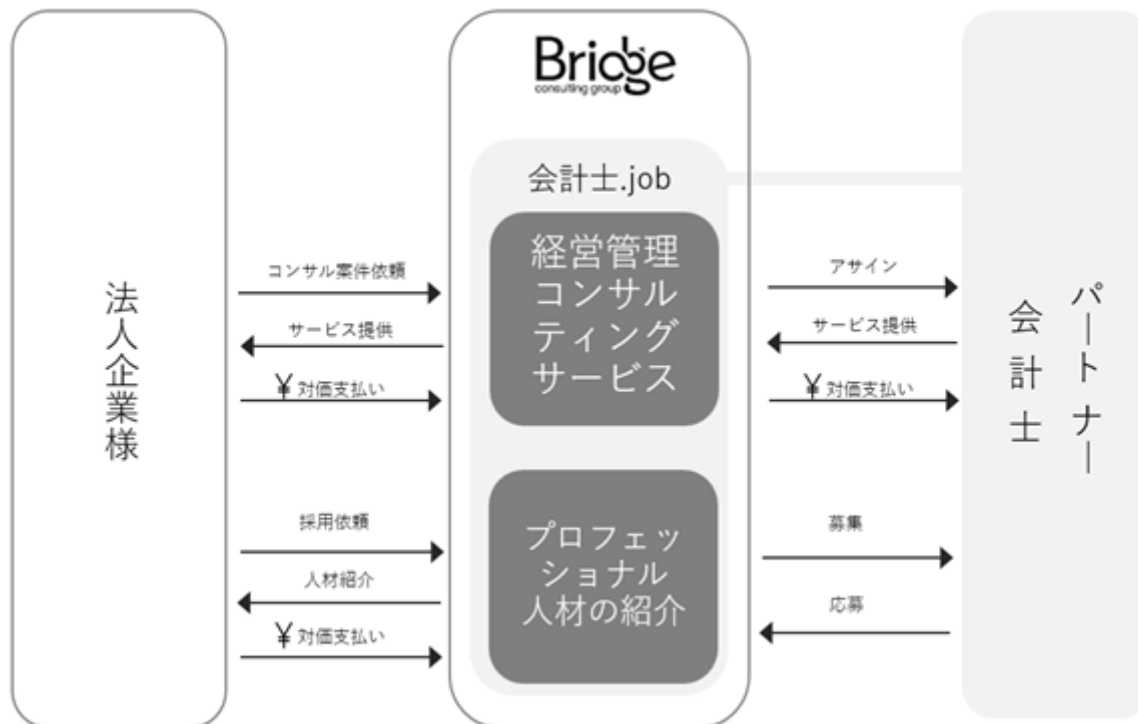 Bridge
consulting group
会計士.job
法人企業様
コンサル案件依頼
サービス提供
¥ 対価支払い
経営管理
コンサル
ティング
サービス
アサイン
サービス提供
¥ 対価支払い
パートナー
会計士
採用依頼
人材紹介
¥ 対価支払い
プロフェッ
ショナル
人材の紹介
募集
応募